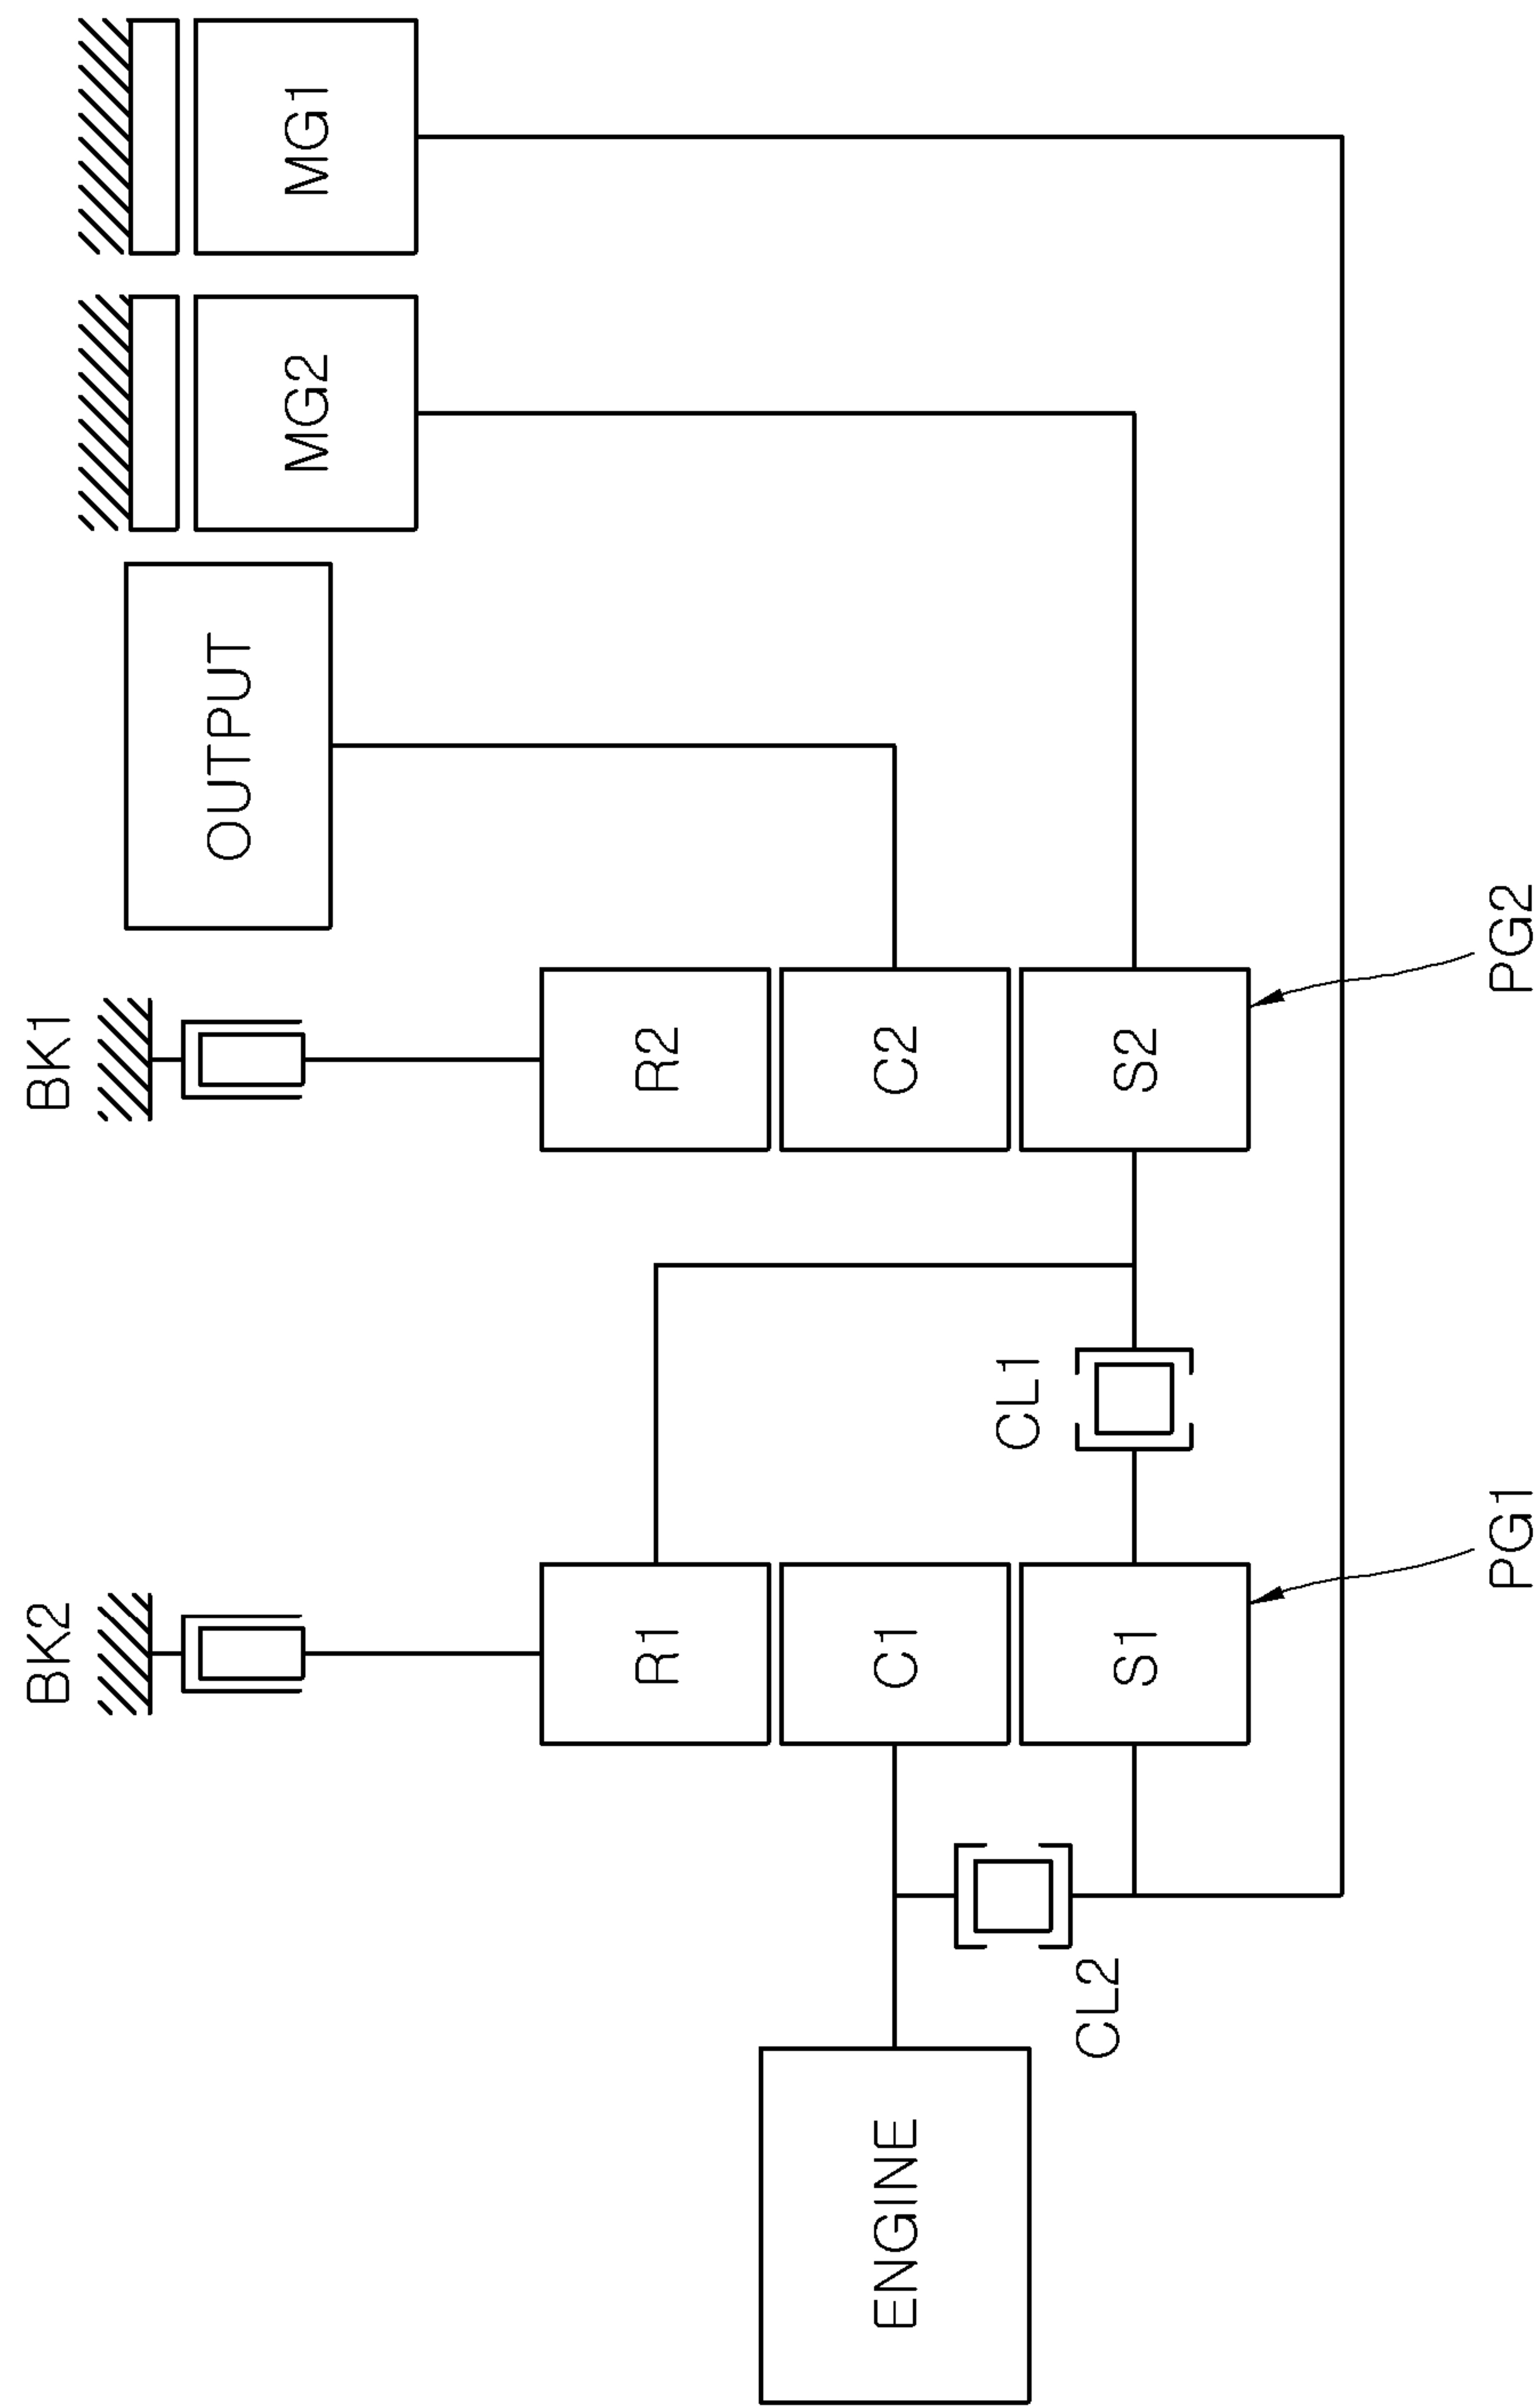 BK2
BK1
MG2
MG1
OUTPUT
R1
R2
C1
C2
S1
S2
ENGINE
CL1
CL2
PG1
PG2